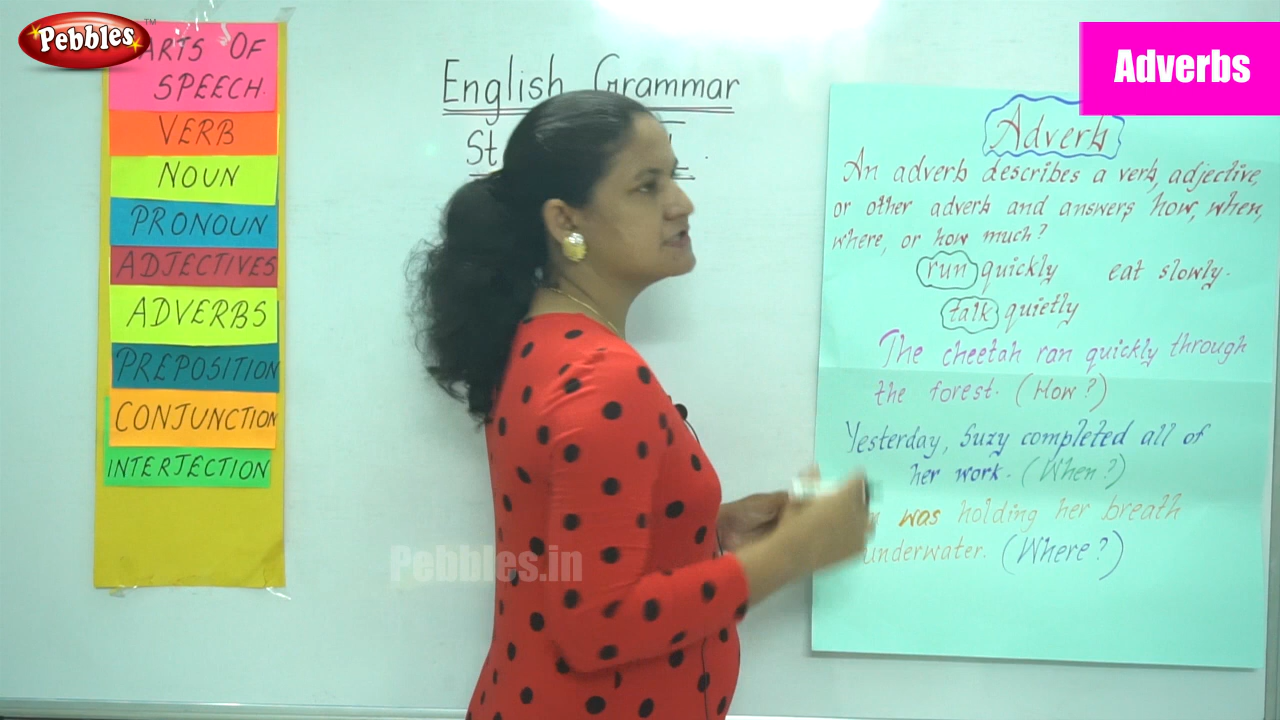 Pebbles
TM
ARTS OF
SPEECH.
VERB
NOUN
PRONOUN
ADJECTIVES
ADVERBS
PREPOSITION
CONJUNCTION
INTERJECTION
English Grammar
St
Adverbs
Adverb
An adverb describes a verb, adjective,
or other adverb and answers how, when,
where, or how much?
run quickly eat slowly.
talk quietly
The cheetah ran quickly through
the forest. (How?)
Yesterday, Suzy completed all of
her work. (When?)
was holding her breath
underwater. (Where?)
Pebbles.in